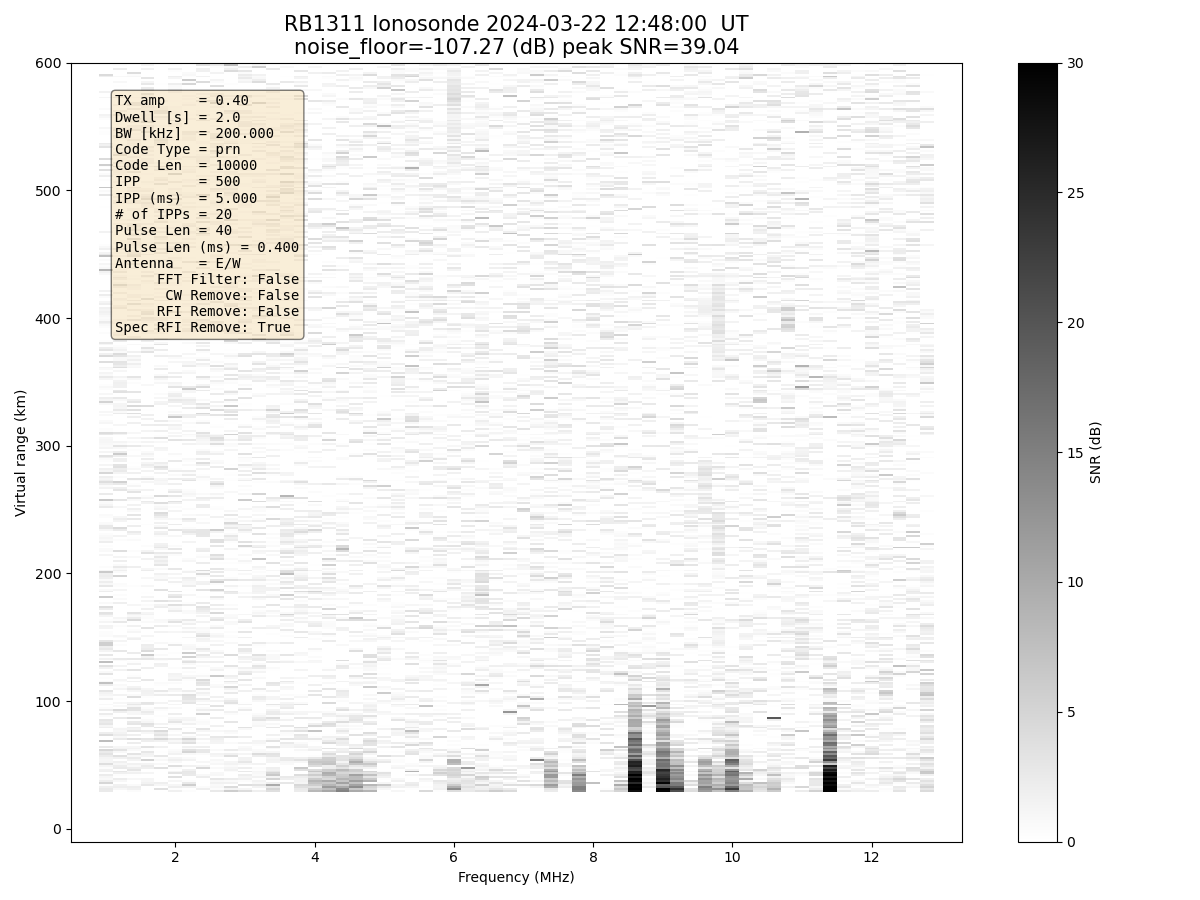 RB1311 Ionosonde 2024-03-22 12:48:00  UT
noise_floor=-107.27 (dB) peak SNR=39.04
TX amp    = 0.40
Dwell [s] = 2.0
BW [kHz]  = 200.000
Code Type = prn
Code Len  = 10000
IPP       = 500
IPP (ms)  = 5.000
# of IPPs = 20
Pulse Len = 40
Pulse Len (ms) = 0.400
Antenna   = E/W
FFT Filter: False
CW Remove: False
RFI Remove: False
Spec RFI Remove: True
600
500
400
300
200
100
0
Virtual range (km)
2
4
6
8
10
12
Frequency (MHz)
30
25
20
15
10
5
0
SNR (dB)